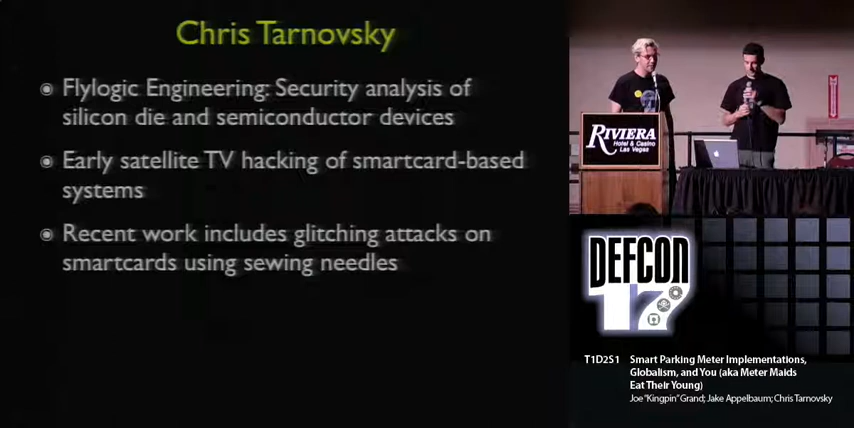 Chris Tarnovsky
Flylogic Engineering: Security analysis of
silicon die and semiconductor devices
Early satellite TV hacking of smartcard-based
systems
Recent work includes glitching attacks on
smartcards using sewing needles
RIVIERA
Hotel & Casino
Las Vegas
DEFCON
17
T1D2S1 Smart Parking Meter Implementations,
Globalism, and You (aka Meter Maids
Eat Their Young)
Joe "Kingpin" Grand; Jake Appelbaum; Chris Tarnovsky